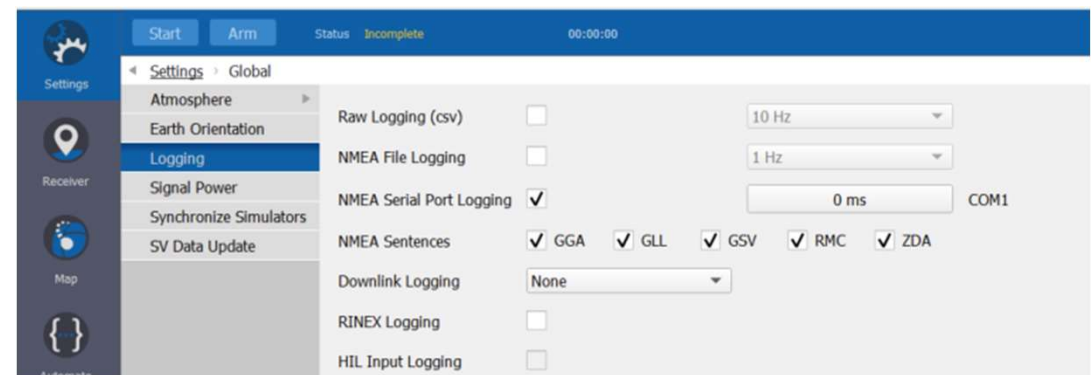 Start Arm Status Incomplete 00:00:00
Settings
Settings Global
Atmosphere
Earth Orientation
Logging
Signal Power
Synchronize Simulators
SV Data Update
Receiver
Map
Raw Logging (csv) 10 Hz
NMEA File Logging 1 Hz
NMEA Serial Port Logging 0 ms COM1
NMEA Sentences GGA GLL GSV RMC ZDA
Downlink Logging None
RINEX Logging
HIL Input Logging